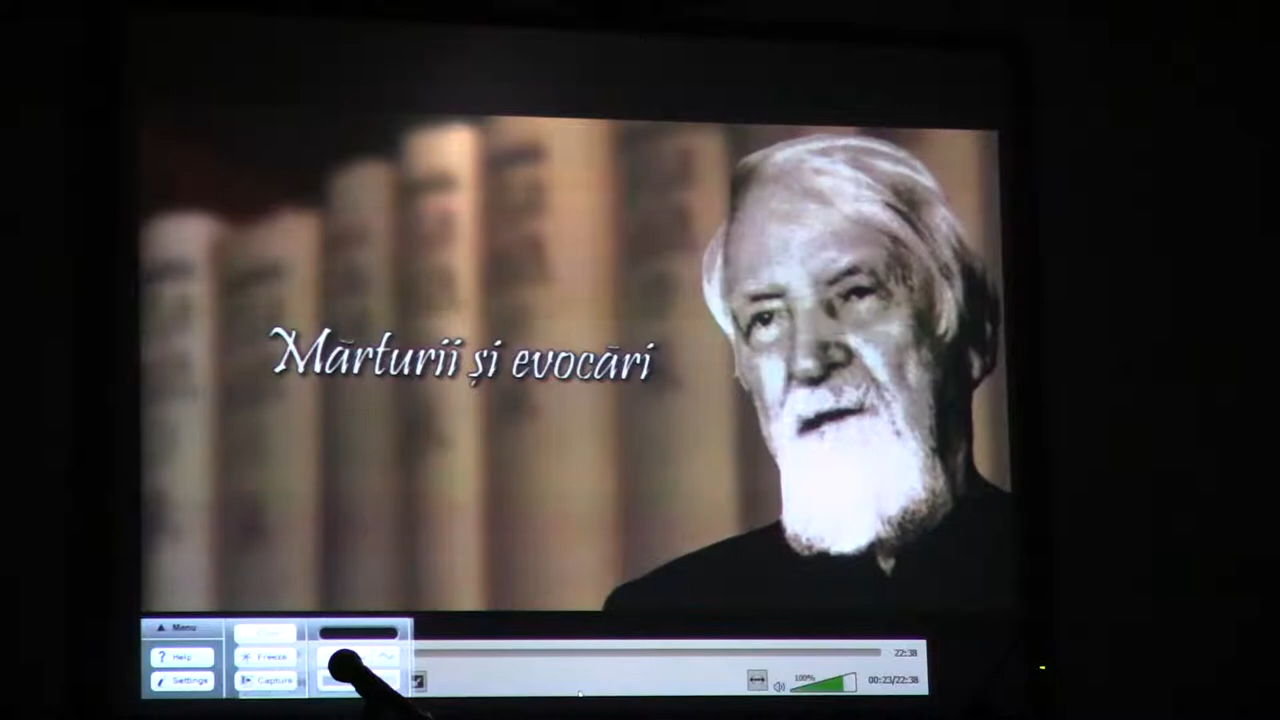 Mărturii și evocări
Menu
? Help
Freeze
Settings
Capture
22:38
100%
00:23/22:38